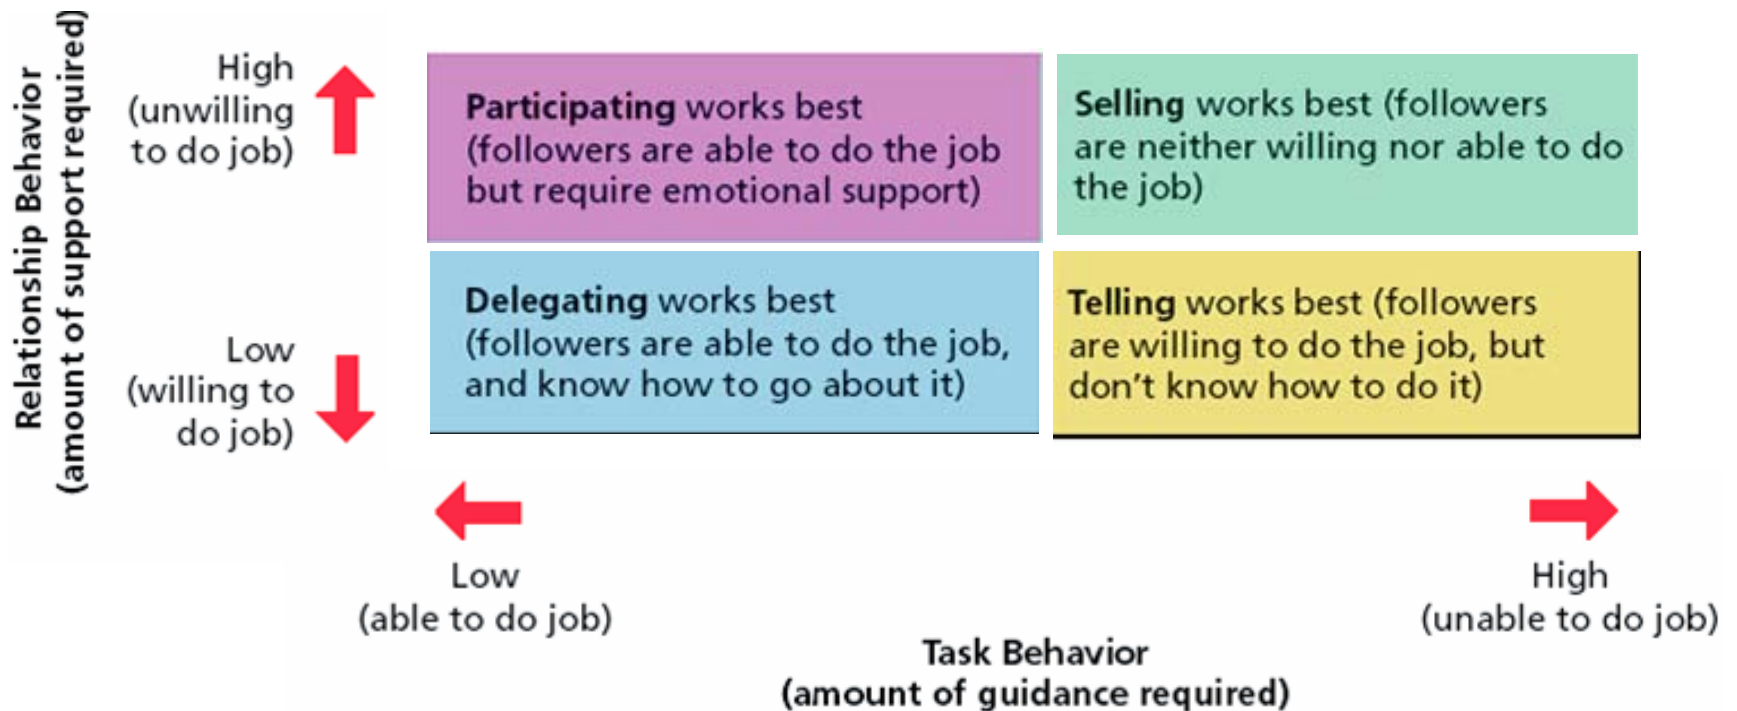 Relationship Behavior
(amount of support required)
High
(unwilling
to do job)
Low
(willing to
do job)
Participating works best
(followers are able to do the job
but require emotional support)
Selling works best (followers
are neither willing nor able to do
the job)
Delegating works best
(followers are able to do the job,
and know how to go about it)
Telling works best (followers
are willing to do the job, but
don't know how to do it)
Low
(able to do job)
High
(unable to do job)
Task Behavior
(amount of guidance required)